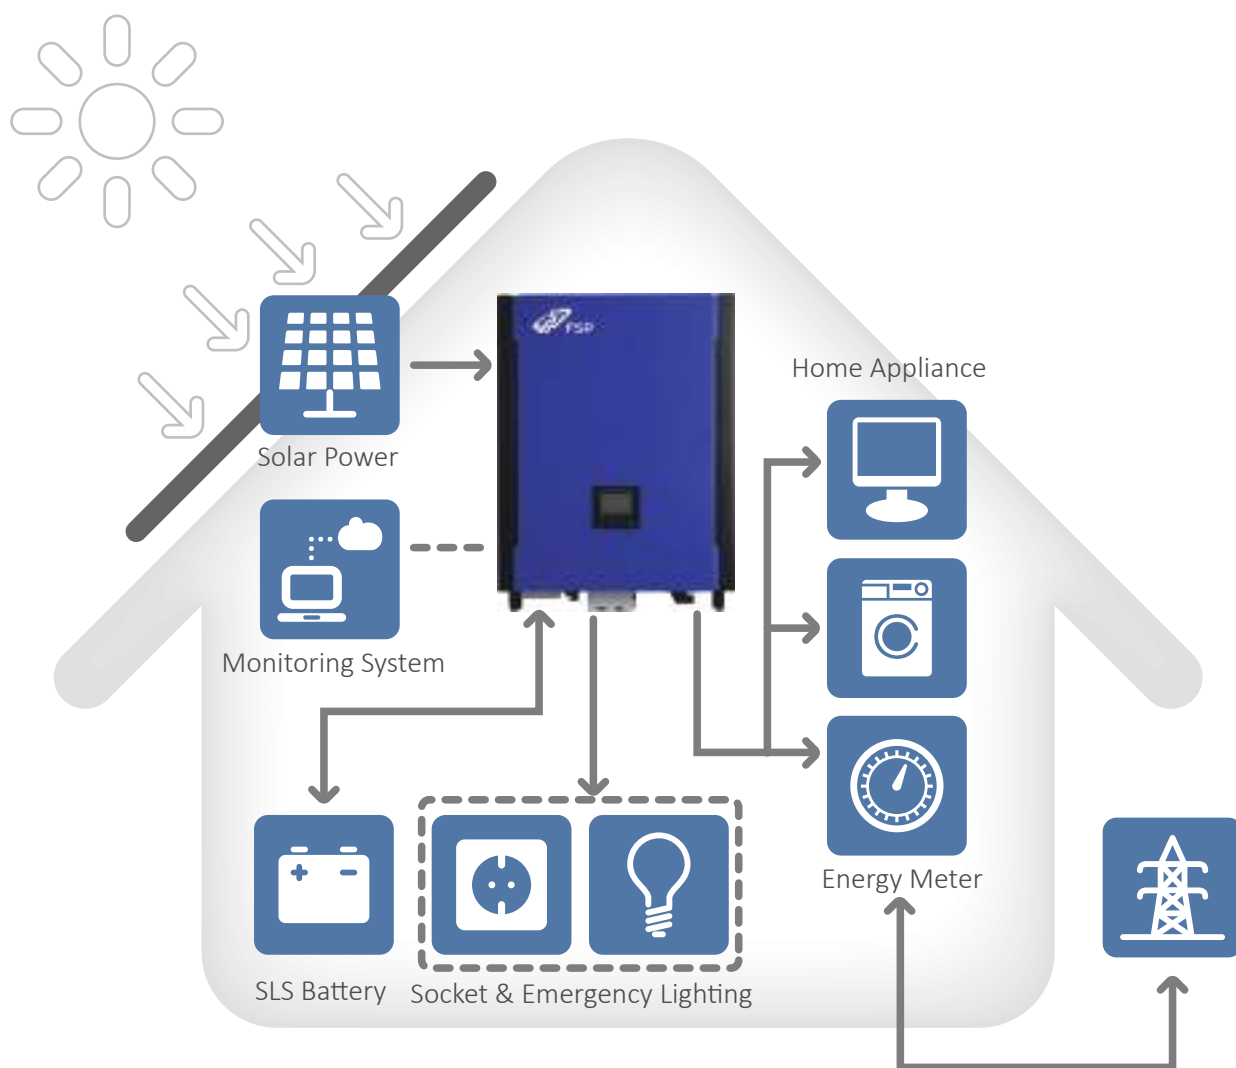 FSP
Home Appliance
Solar Power
Monitoring System
Energy Meter
SLS Battery
Socket & Emergency Lighting